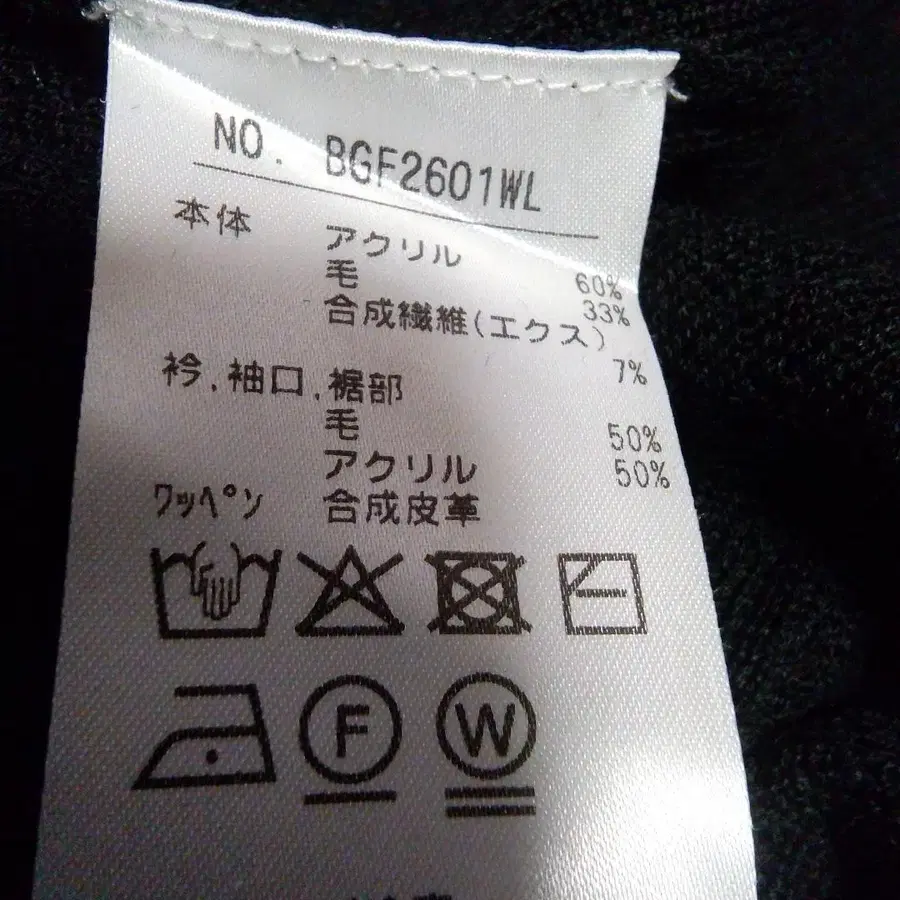 NO. BGF2601WL
本体 アクリル 60%
毛 33%
合成繊維(エクス) 7%
衿,袖口,裾部
毛 50%
アクリル 50%
ワッペン 合成皮革
F W